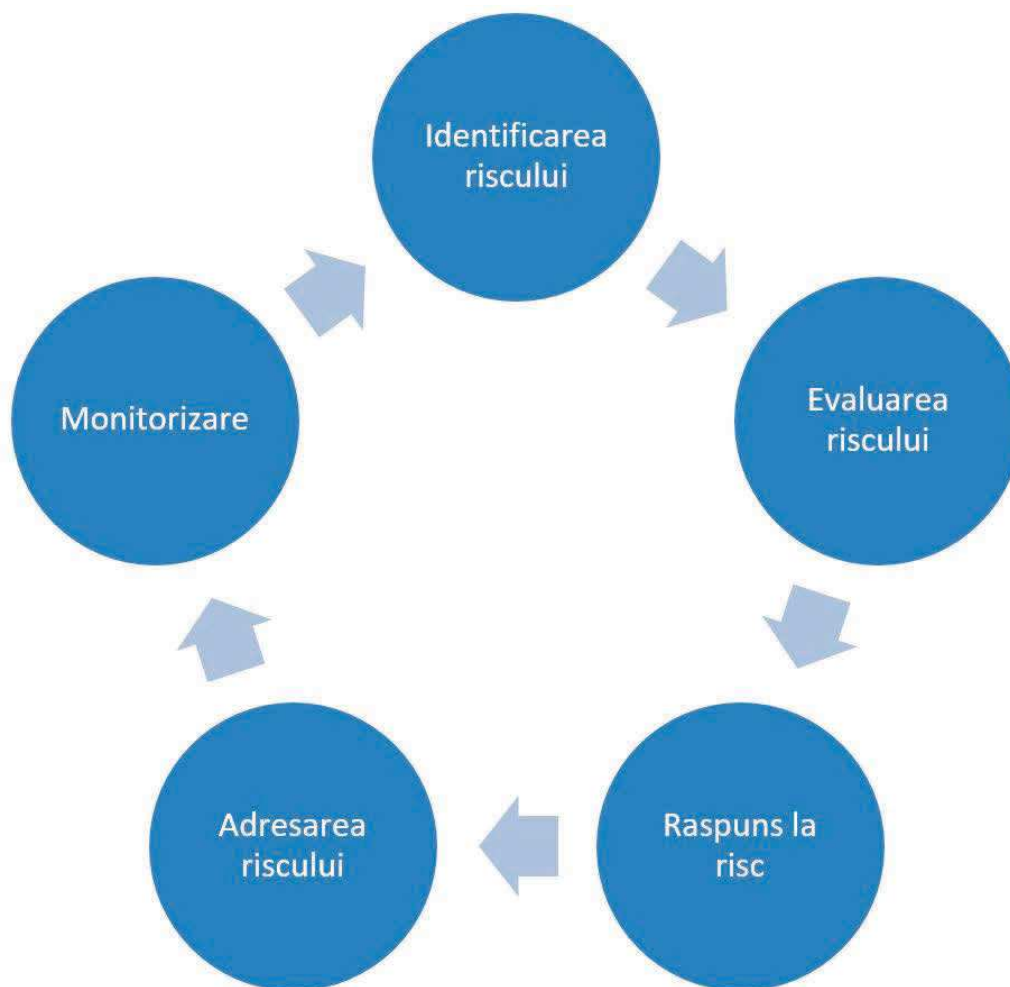 Identificarea
riscului
Evaluarea
riscului
Raspuns la
risc
Adresarea
riscului
Monitorizare